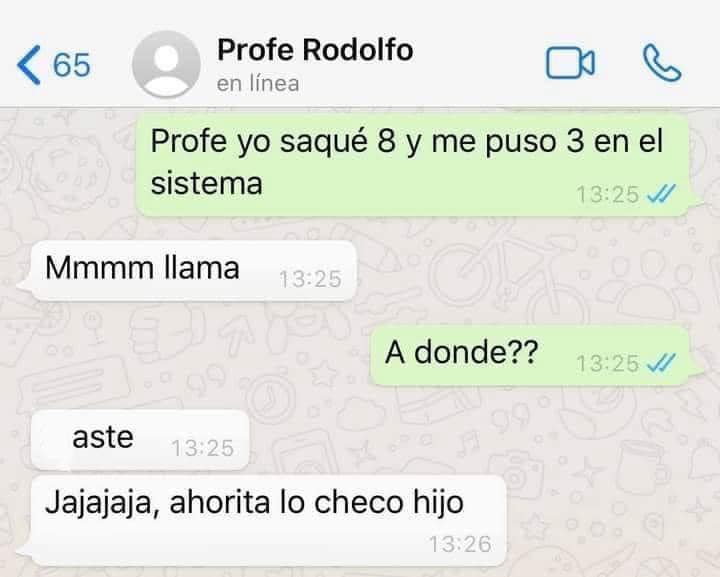 65
Profe Rodolfo
en línea
Profe yo saqué 8 y me puso 3 en el
sistema
13:25
Mmmm llama 13:25
A donde?? 13:25
aste 13:25
Jajajaja, ahorita lo checo hijo
13:26